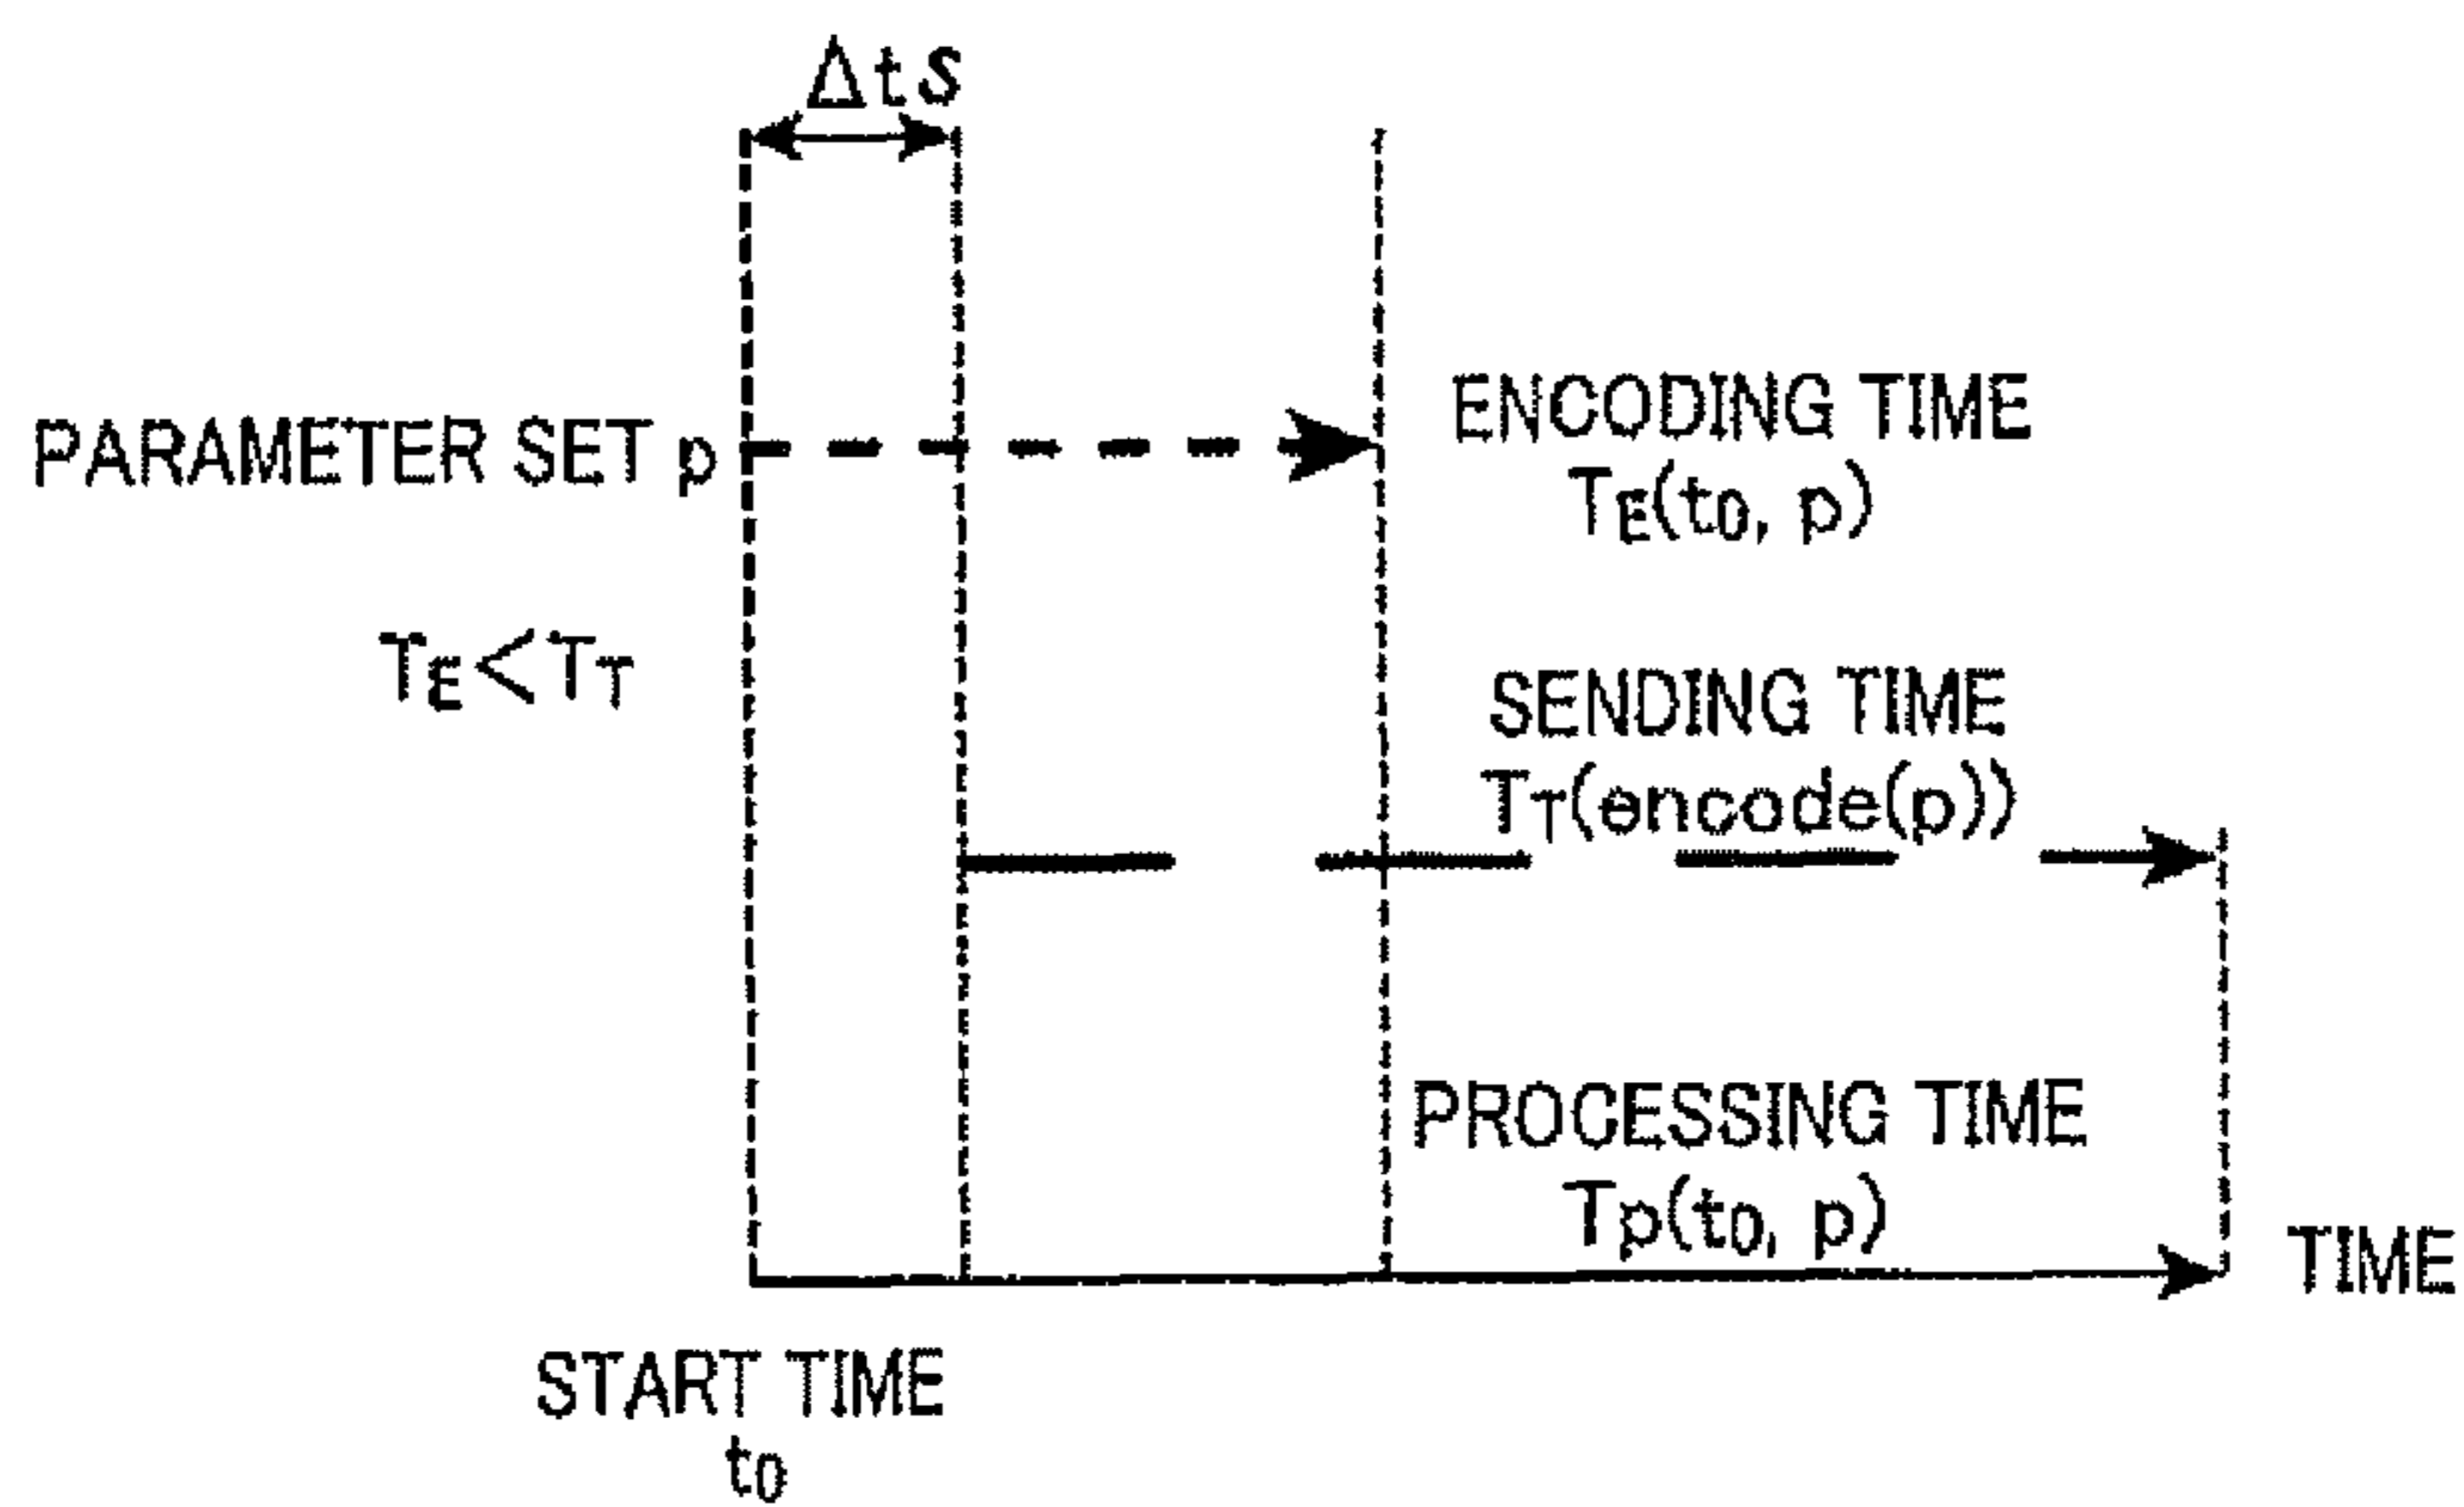 ΔtS
PARAMETER SET p
ENCODING TIME
TE(t0, p)
TE<TT
SENDING TIME
TT(encode(p))
PROCESSING TIME
Tp(t0, p)
TIME
START TIME
t0